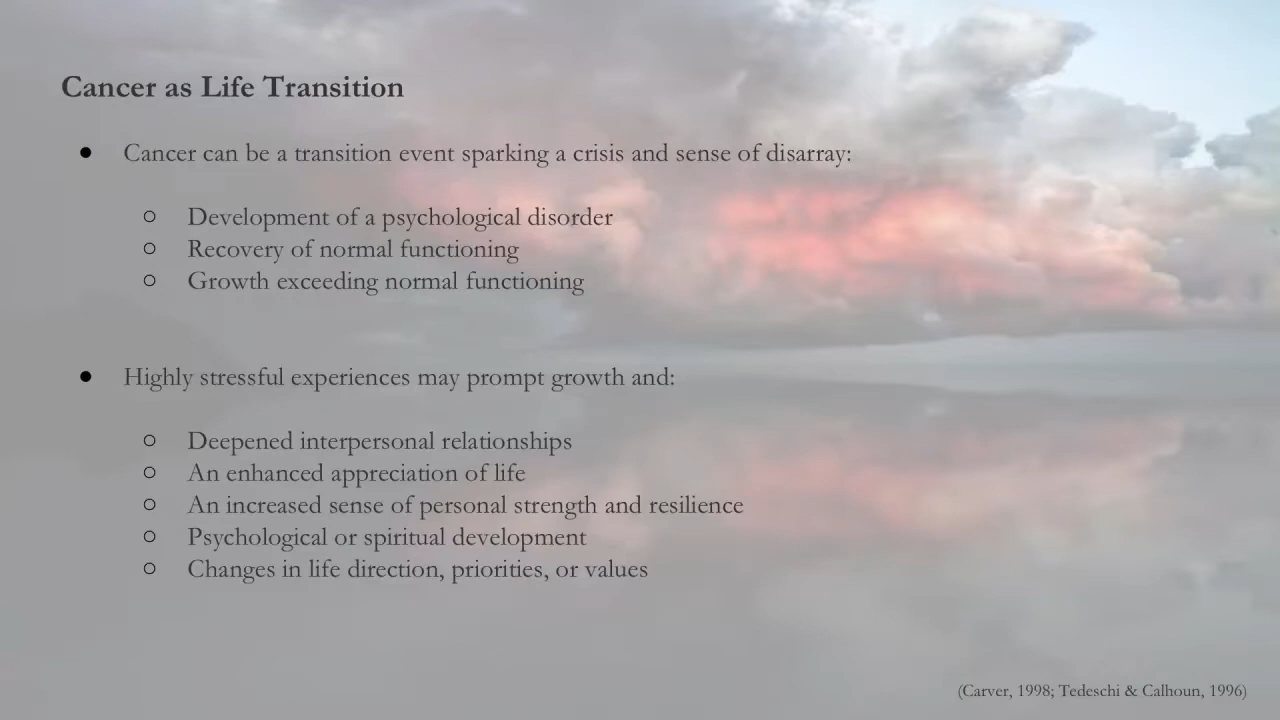 Cancer as Life Transition
● Cancer can be a transition event sparking a crisis and sense of disarray:
○ Development of a psychological disorder
○ Recovery of normal functioning
○ Growth exceeding normal functioning
● Highly stressful experiences may prompt growth and:
○ Deepened interpersonal relationships
○ An enhanced appreciation of life
○ An increased sense of personal strength and resilience
○ Psychological or spiritual development
○ Changes in life direction, priorities, or values
(Carver, 1998; Tedeschi & Calhoun, 1996)